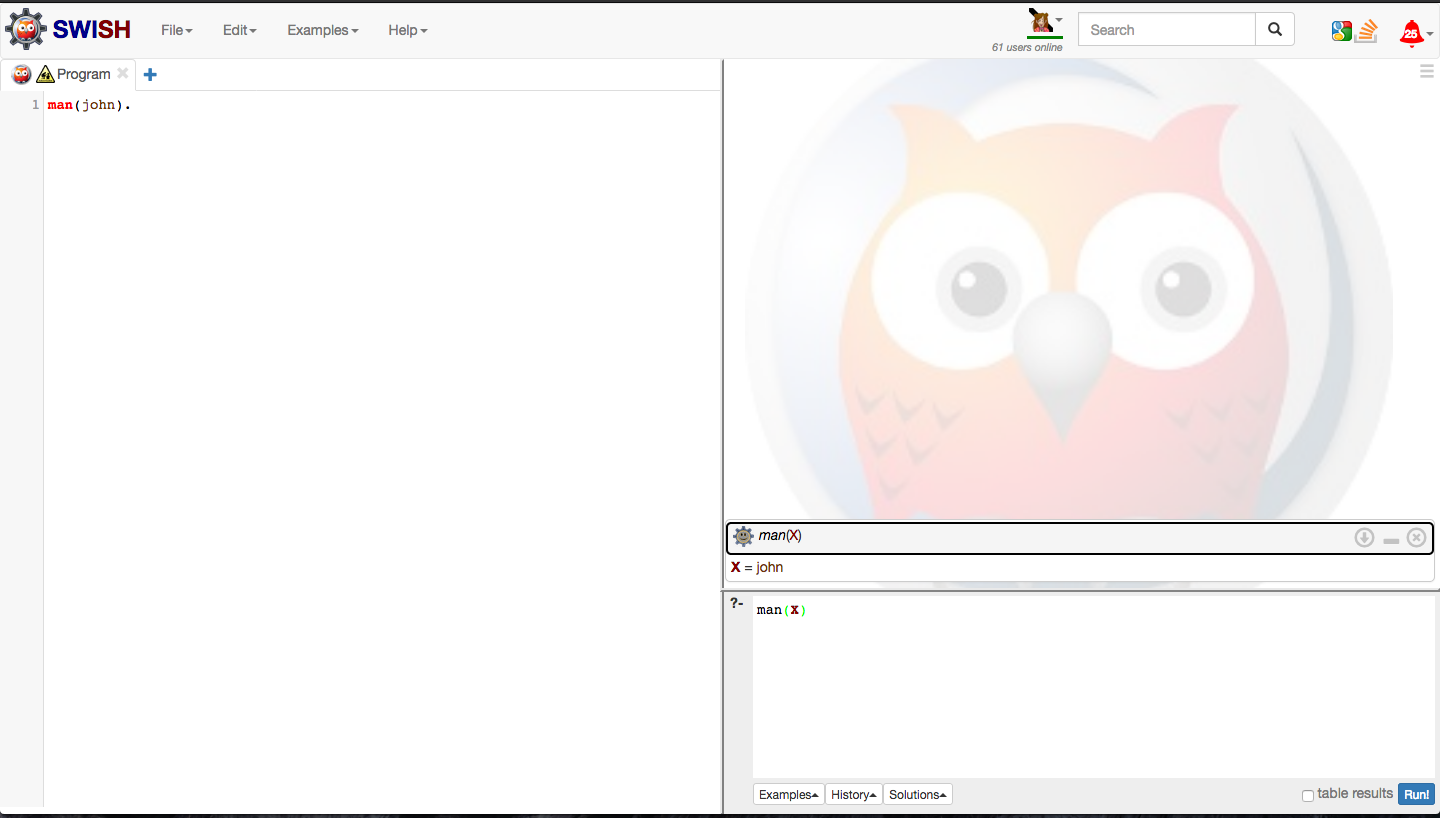 SWISH File Edit Examples Help 61 users online Search 25
Program
1 man(john).
man(X)
X = john
?- man(X)
Examples History Solutions table results Run!